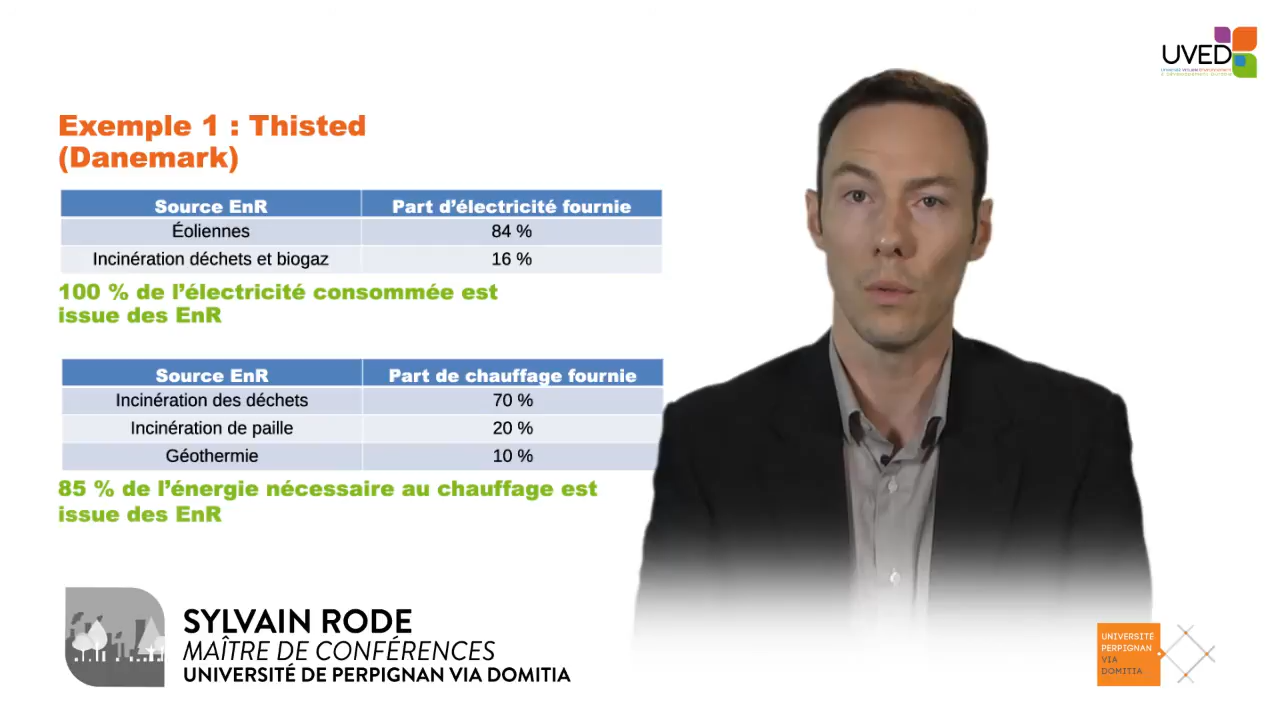 UVED
Exemple 1 : Thisted
(Danemark)
Source EnR Part d’électricité fournie
Éoliennes 84 %
Incinération déchets et biogaz 16 %
100 % de l’électricité consommée est
issue des EnR
Source EnR Part de chauffage fournie
Incinération des déchets 70 %
Incinération de paille 20 %
Géothermie 10 %
85 % de l’énergie nécessaire au chauffage est
issue des EnR
SYLVAIN RODE
MAÎTRE DE CONFÉRENCES
UNIVERSITÉ DE PERPIGNAN VIA DOMITIA
UNIVERSITÉ
PERPIGNAN
VIA
DOMITIA